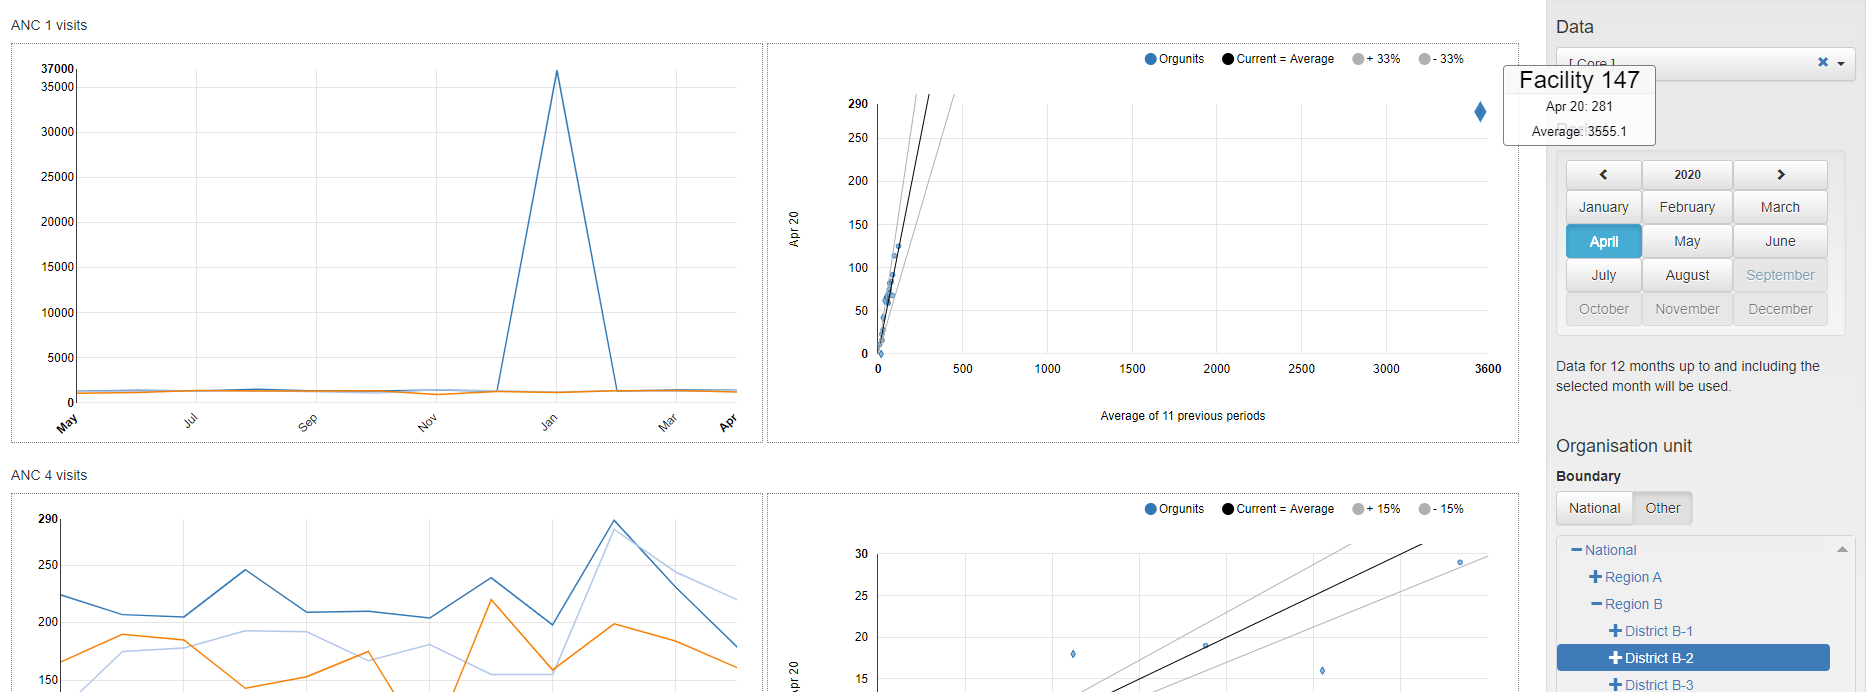 ANC 1 visits
37000
35000
30000
25000
20000
15000
10000
5000
0
May
Jul
Sep
Nov
Jan
Mar
Apr
Orgunits
Current = Average
+ 33%
- 33%
290
250
200
150
100
50
0
Apr 20
0
500
1000
1500
2000
2500
3000
3600
Average of 11 previous periods
Facility 147
Apr 20: 281
Average: 3555.1
ANC 4 visits
290
250
200
150
Orgunits
Current = Average
+ 15%
- 15%
30
25
20
15
Apr 20
Data
[ Core ]
2020
January
February
March
April
May
June
July
August
September
October
November
December
Data for 12 months up to and including the
selected month will be used.
Organisation unit
Boundary
National
Other
National
Region A
Region B
District B-1
District B-2
District B-3